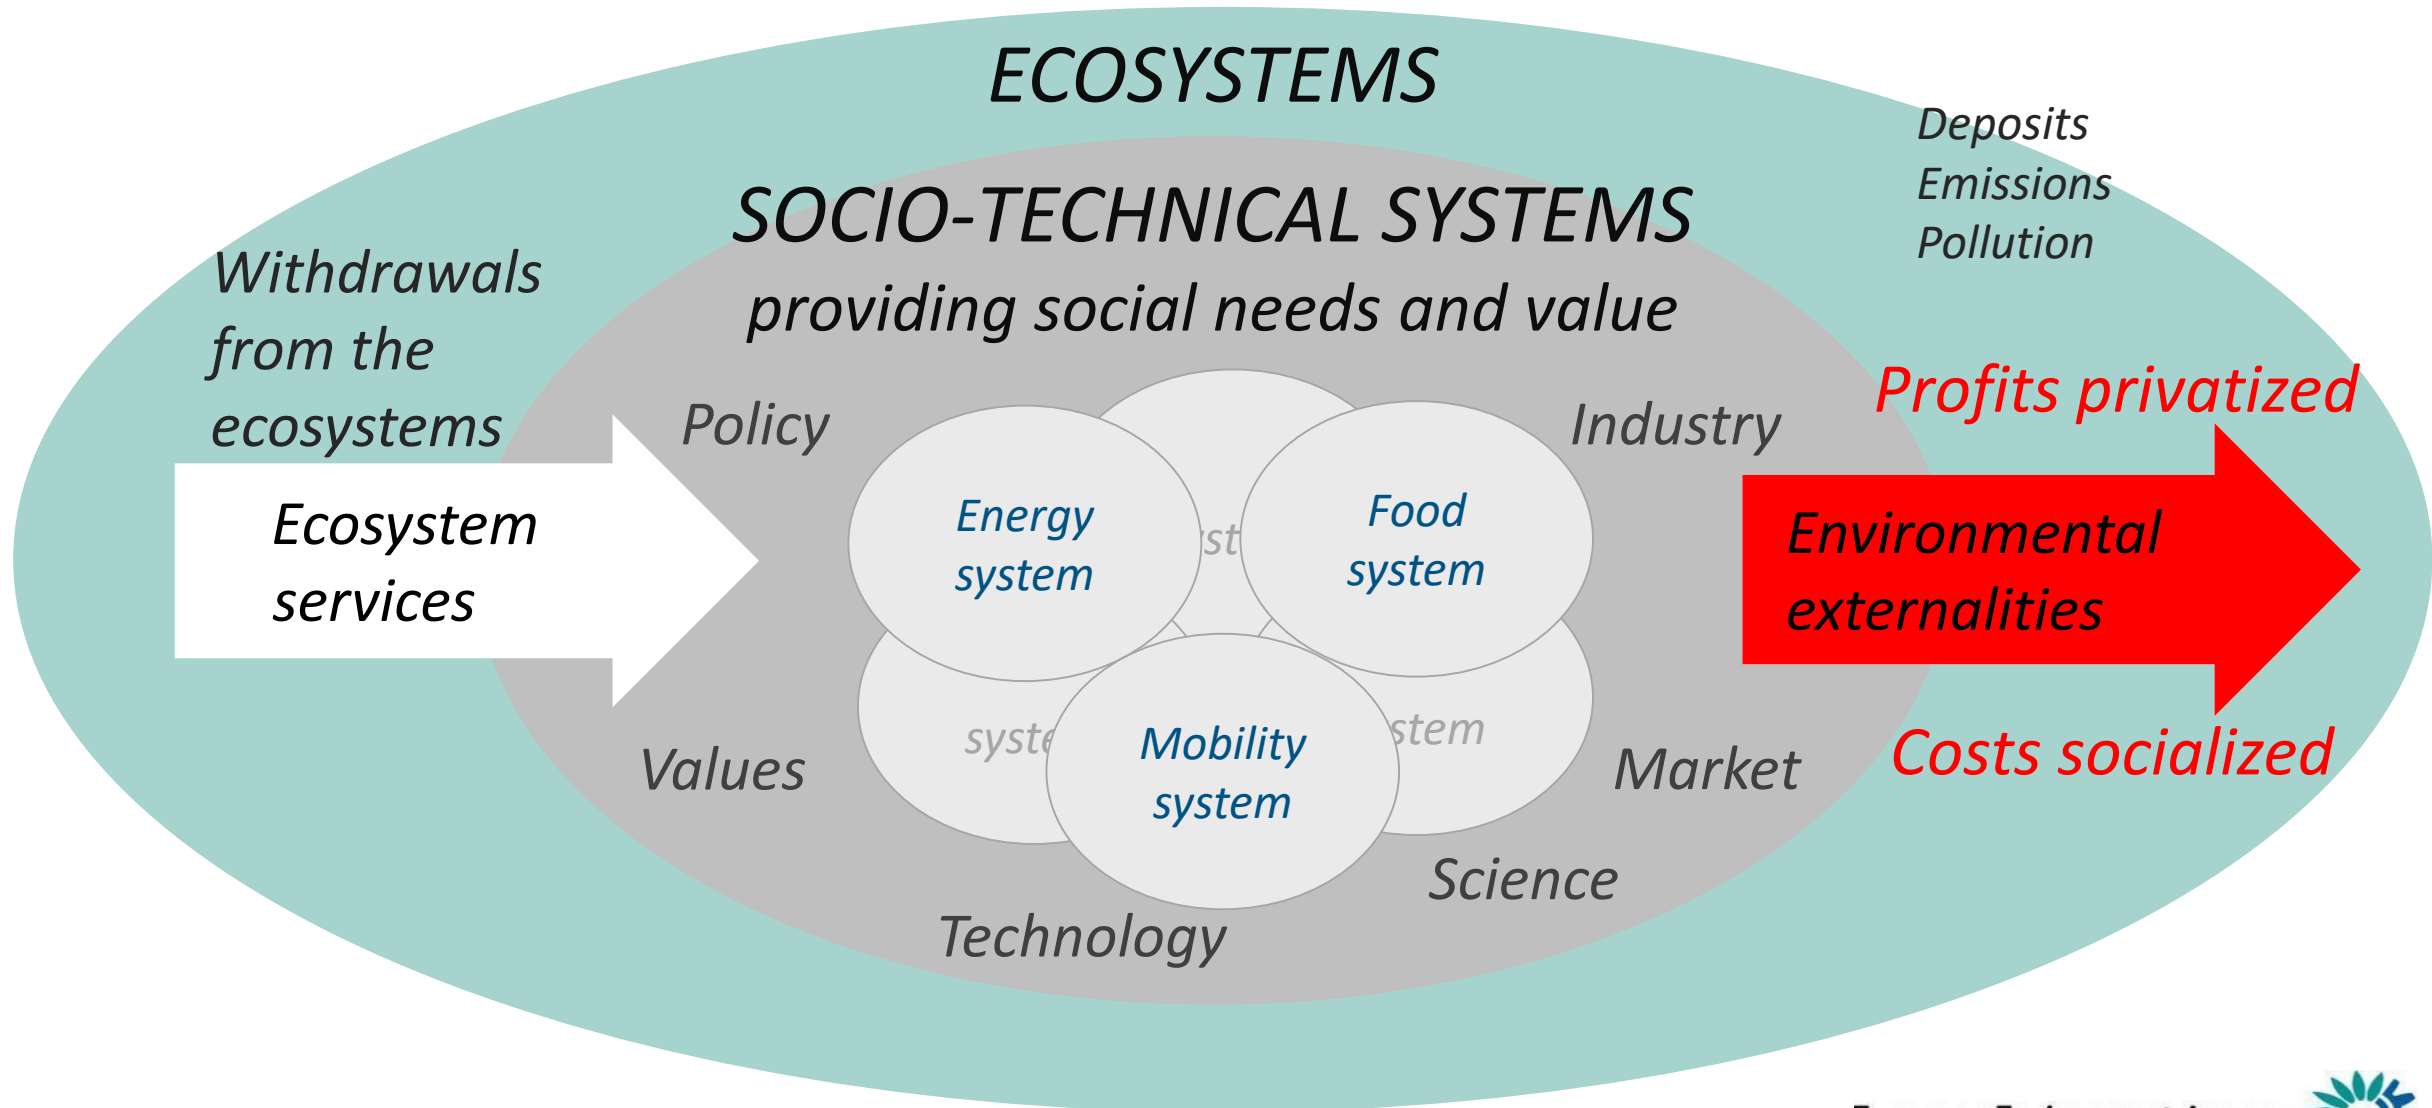 ECOSYSTEMS
Deposits
Emissions
Pollution
SOCIO-TECHNICAL SYSTEMS
providing social needs and value
Withdrawals
from the
ecosystems
Profits privatized
Policy
Industry
Ecosystem
services
Energy
system
Food
system
Environmental
externalities
Mobility
system
Values
Market
Costs socialized
Science
Technology